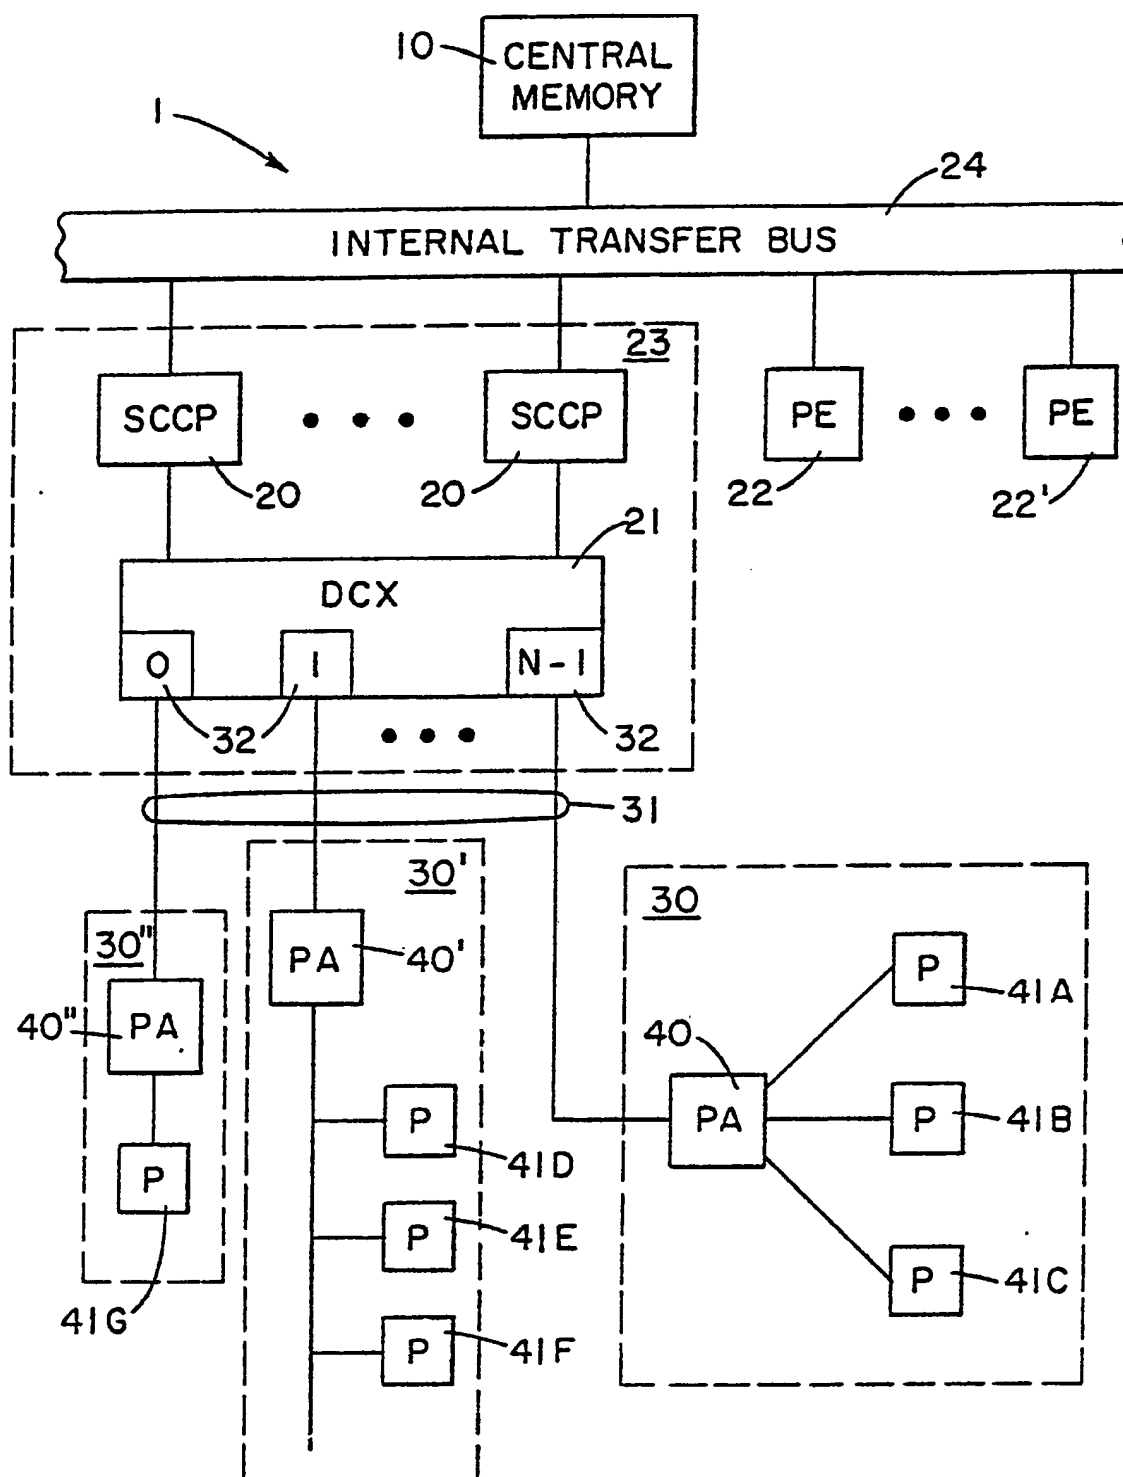 10
CENTRAL
MEMORY
1
24
INTERNAL TRANSFER BUS
23
SCCP
SCCP
PE
PE
20
20
22
22'
21
DCX
0
1
N-1
32
32
31
30'
30
30"
PA
40'
P
41A
40"
PA
40
PA
P
41B
P
41D
P
41G
P
41E
P
41C
P
41F